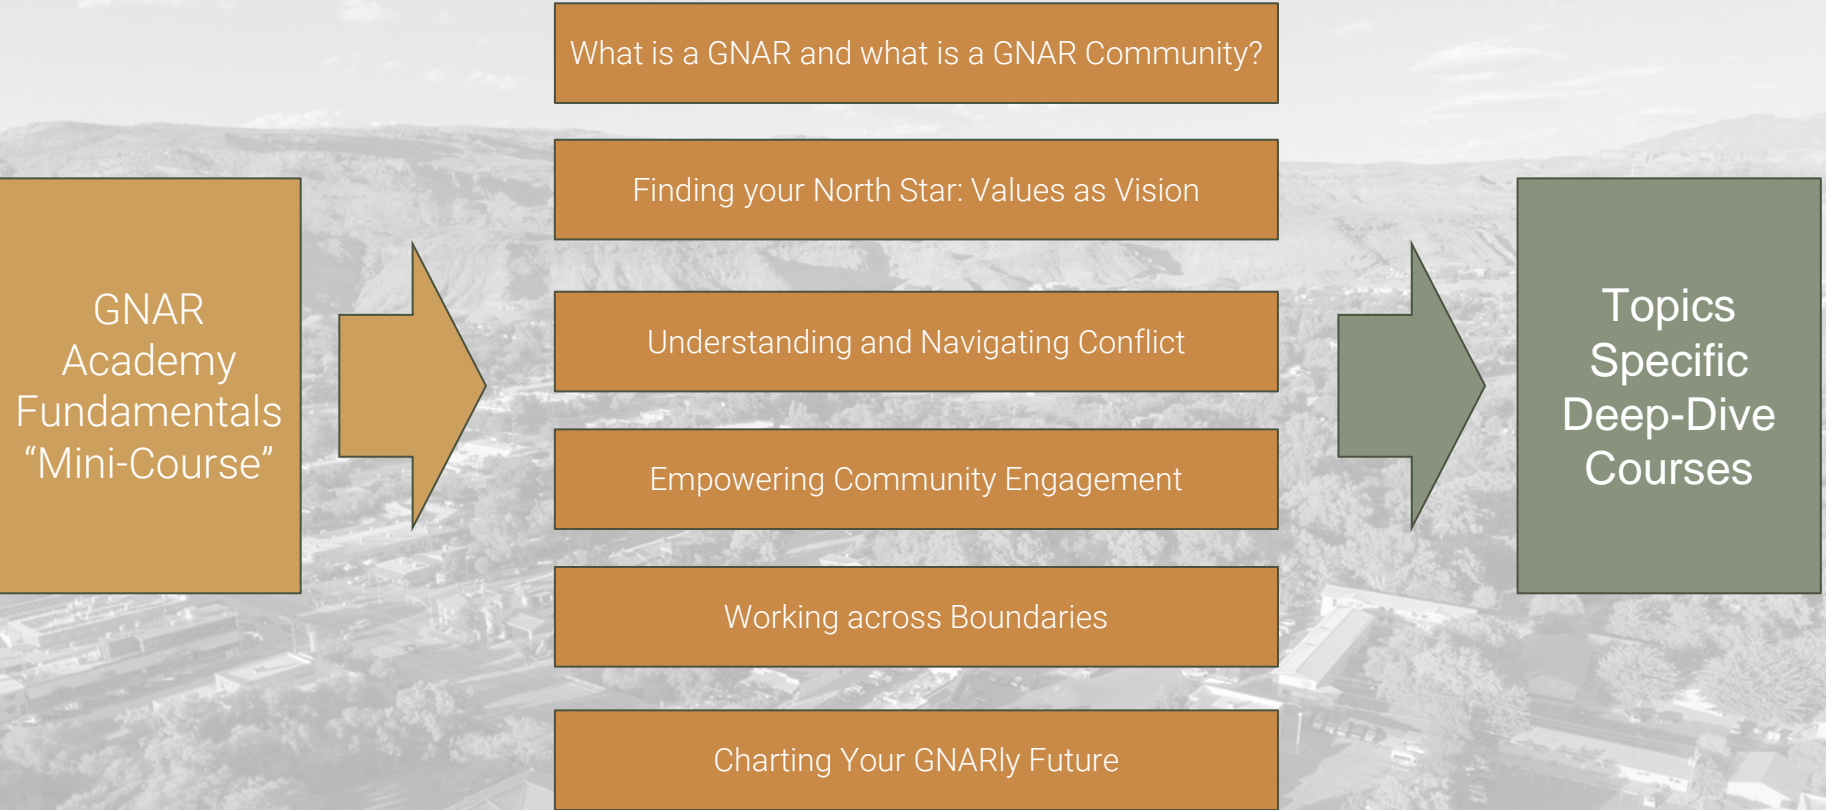 GNAR
Academy
Fundamentals
“Mini-Course”
What is a GNAR and what is a GNAR Community?
Finding your North Star: Values as Vision
Understanding and Navigating Conflict
Empowering Community Engagement
Working across Boundaries
Charting Your GNARly Future
Topics
Specific
Deep-Dive
Courses